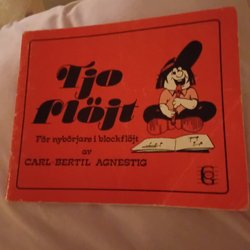 Tjo
flöjt
För nybörjare i blockflöjt
av
CARL-BERTIL AGNESTIG